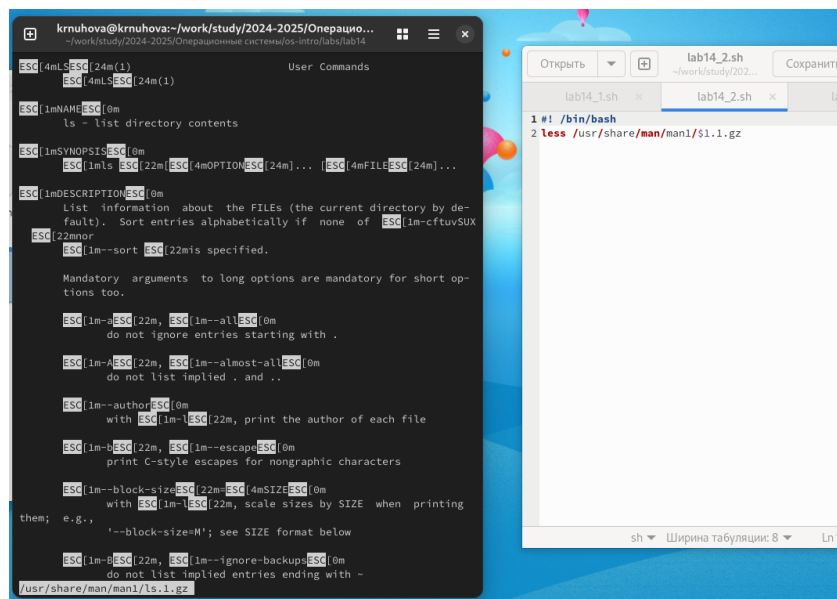 krnuhova@krnuhova:~/work/study/2024-2025/Операцио...
~/work/study/2024-2025/Операционные системы/os-intro/labs/lab14
ESC[4mLSESC[24m(1) User Commands
ESC[4mLSESC[24m(1)
ESC[1mNAMEESC[0m
ls - list directory contents
ESC[1mSYNOPSISESC[0m
ESC[1mls ESC[22m[ESC[4mOPTIONESC[24m]... [ESC[4mFILEESC[24m]...
ESC[1mDESCRIPTIONESC[0m
List information about the FILEs (the current directory by de-
fault). Sort entries alphabetically if none of ESC[1m-cftuvSUX
ESC[22mnor
ESC[1m--sort ESC[22mis specified.
Mandatory arguments to long options are mandatory for short op-
tions too.
ESC[1m-aESC[22m, ESC[1m--allESC[0m
do not ignore entries starting with .
ESC[1m-AESC[22m, ESC[1m--almost-allESC[0m
do not list implied . and ..
ESC[1m--authorESC[0m
with ESC[1m-lESC[22m, print the author of each file
ESC[1m-bESC[22m, ESC[1m--escapeESC[0m
print C-style escapes for nongraphic characters
ESC[1m--block-sizeESC[22m=ESC[4mSIZEESC[0m
with ESC[1m-lESC[22m, scale sizes by SIZE when printing
them; e.g.,
'--block-size=M'; see SIZE format below
ESC[1m-BESC[22m, ESC[1m--ignore-backupsESC[0m
do not list implied entries ending with ~
/usr/share/man/man1/ls.1.gz
Открыть
lab14_2.sh
~/work/study/202...
Сохранить
lab14_1.sh × lab14_2.sh × la
1 #! /bin/bash
2 less /usr/share/man/man1/$1.1.gz
sh Ширина табуляции: 8 Ln